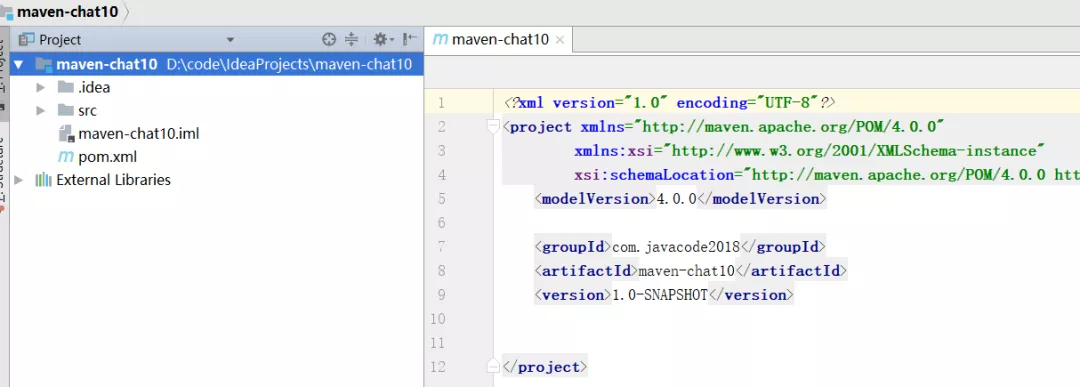 maven-chat10
Project
maven-chat10 D:\code\IdeaProjects\maven-chat10
.idea
src
maven-chat10.iml
pom.xml
External Libraries
maven-chat10
1 <?xml version="1.0" encoding="UTF-8"?>
2 <project xmlns="http://maven.apache.org/POM/4.0.0"
3 xmlns:xsi="http://www.w3.org/2001/XMLSchema-instance"
4 xsi:schemaLocation="http://maven.apache.org/POM/4.0.0 htt
5 <modelVersion>4.0.0</modelVersion>
6
7 <groupId>com.javacode2018</groupId>
8 <artifactId>maven-chat10</artifactId>
9 <version>1.0-SNAPSHOT</version>
10
11
12 </project>